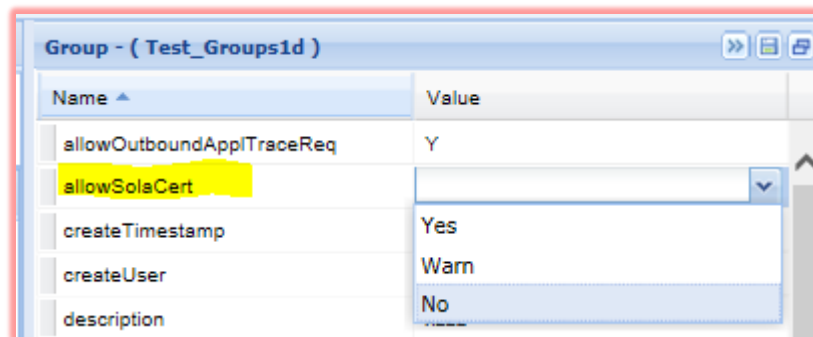 Group - ( Test_Groups1d )
Name Value
allowOutboundApplTraceReq Y
allowSolaCert
createTimestamp Yes
createUser Warn
No
description